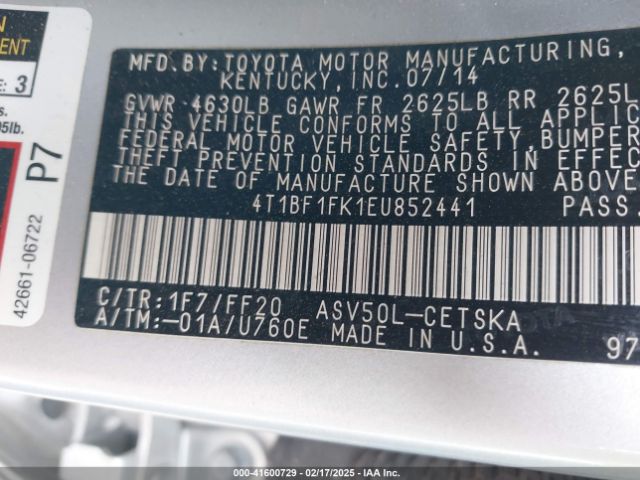 MFD.BY:TOYOTA MOTOR MANUFACTURING,
KENTUCKY,INC.07/14
GVWR 4630LB GAWR FR 2625LB RR 2625L
THIS VEHICLE CONFORMS TO ALL APPLIC
FEDERAL MOTOR VEHICLE SAFETY,BUMPER
THEFT PREVENTION STANDARDS IN EFFEC
DATE OF MANUFACTURE SHOWN ABOVE.
4T1BF1FK1EU852441 PASS
C/TR:1F7/FF20 ASV50L-CETSKA
A/TM:-01A/U760E MADE IN U.S.A. 97
E: 3
s.
05lb.
P7
42661-06722
000-41600729 - 02/17/2025 - IAA Inc.